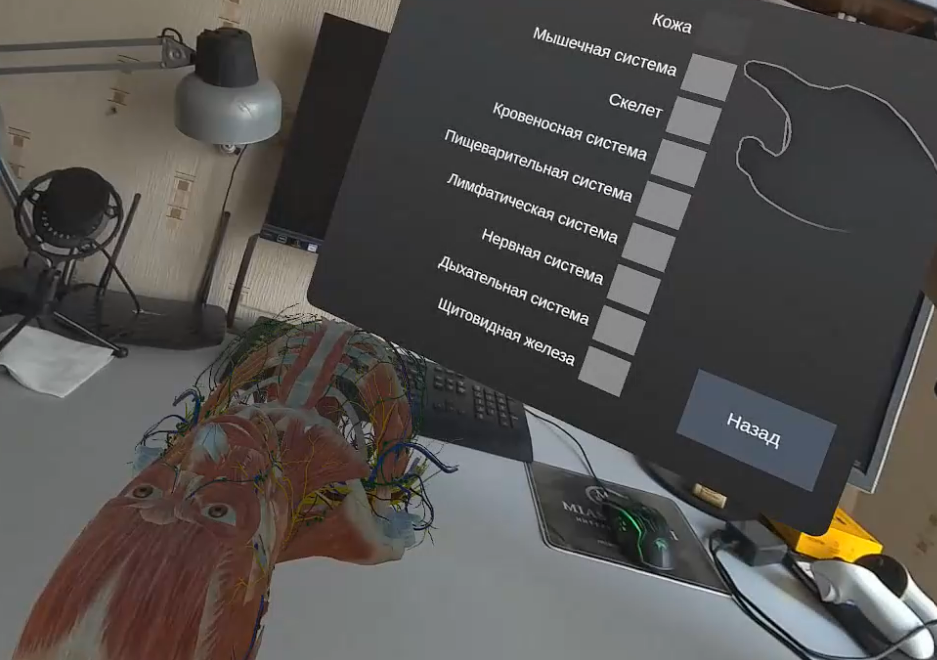 Кожа
Мышечная система
Скелет
Кровеносная система
Пищеварительная система
Лимфатическая система
Нервная система
Дыхательная система
Щитовидная железа
Назад